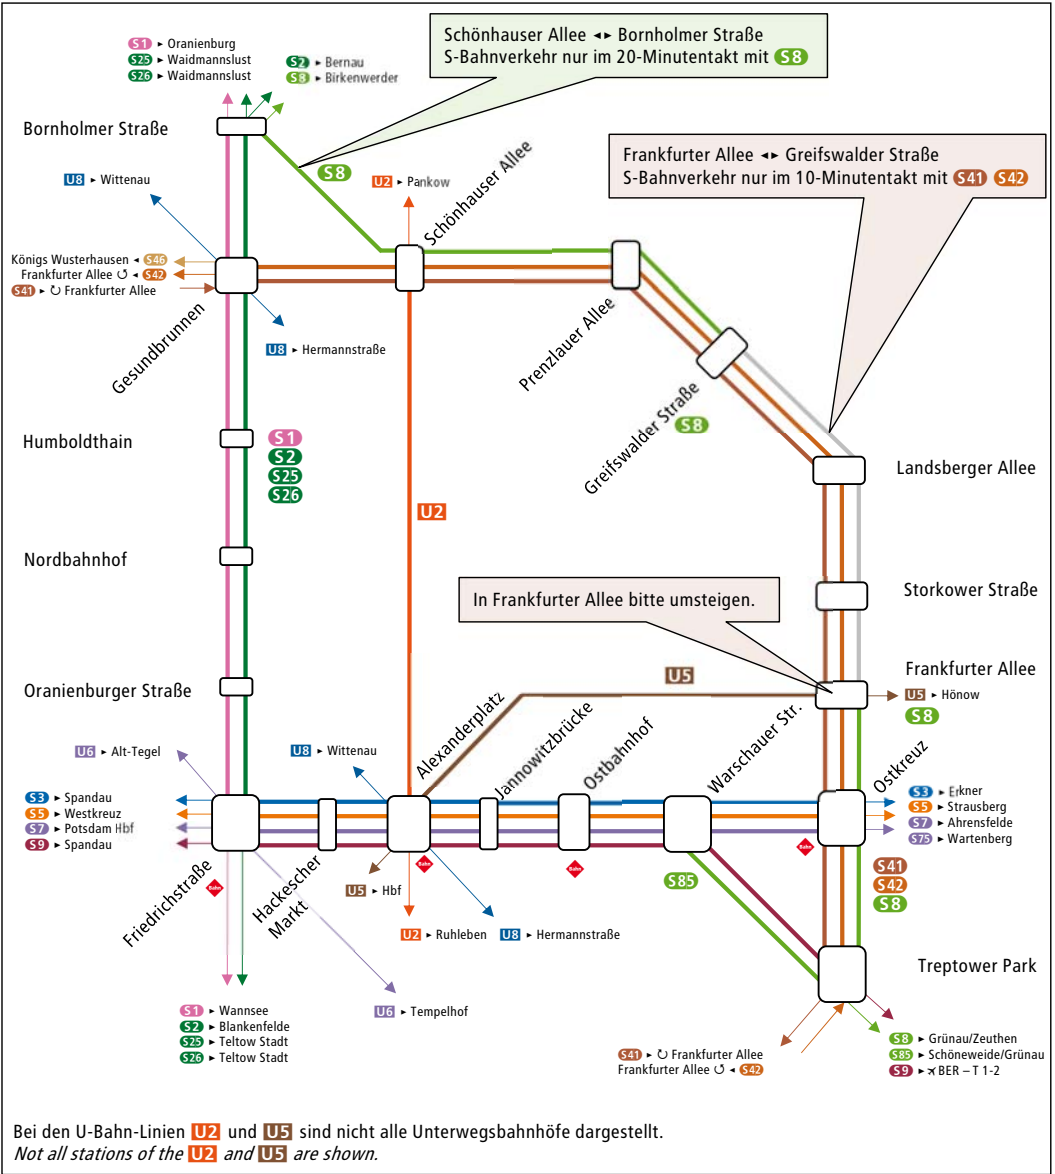 Schönhauser Allee ◄► Bornholmer Straße
S-Bahnverkehr nur im 20-Minutentakt mit S8
S1 ► Oranienburg
S25 ► Waidmannslust
S26 ► Waidmannslust
S2 ► Bernau
S8 ► Birkenwerder
Bornholmer Straße
Frankfurter Allee ◄► Greifswalder Straße
S-Bahnverkehr nur im 10-Minutentakt mit S41 S42
S8
U8 ► Wittenau
U2 ► Pankow
Schönhauser Allee
Königs Wusterhausen ◄ S46
Frankfurter Allee ↺ ◄ S42
S41 ► ↻ Frankfurter Allee
Gesundbrunnen
U8 ► Hermannstraße
Prenzlauer Allee
Greifswalder Straße
S8
Humboldthain
S1
S2
S25
S26
Landsberger Allee
U2
Nordbahnhof
Storkower Straße
In Frankfurter Allee bitte umsteigen.
Frankfurter Allee
U5
U5 ► Hönow
S8
Oranienburger Straße
Alexanderplatz
Jannowitzbrücke
Ostbahnhof
Warschauer Str.
Ostkreuz
U6 ► Alt-Tegel
U8 ► Wittenau
S3 ► Spandau
S5 ► Westkreuz
S7 ► Potsdam Hbf
S9 ► Spandau
S3 ► Erkner
S5 ► Strausberg
S7 ► Ahrensfelde
S75 ► Wartenberg
Bahn
Bahn
Bahn
Bahn
Friedrichstraße
Hackescher
Markt
U5 ► Hbf
S85
S41
S42
S8
U2 ► Ruhleben
U8 ► Hermannstraße
Treptower Park
S1 ► Wannsee
S2 ► Blankenfelde
S25 ► Teltow Stadt
S26 ► Teltow Stadt
U6 ► Tempelhof
S41 ► ↻ Frankfurter Allee
Frankfurter Allee ↺ ◄ S42
S8 ► Grünau/Zeuthen
S85 ► Schöneweide/Grünau
S9 ► ✈ BER – T 1-2
Bei den U-Bahn-Linien U2 und U5 sind nicht alle Unterwegsbahnhöfe dargestellt.
Not all stations of the U2 and U5 are shown.